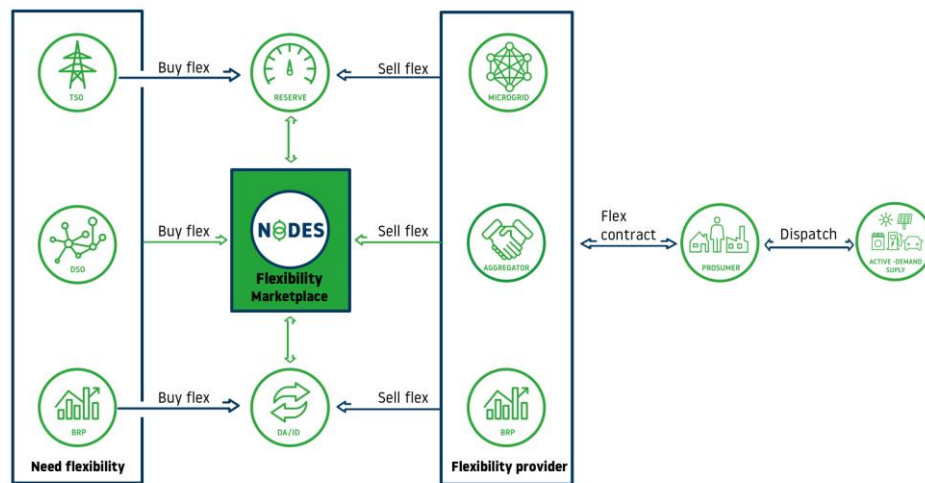 TSO
Buy flex
RESERVE
Sell flex
MICROGRID
DSO
Buy flex
NODES
Flexibility
Marketplace
Sell flex
AGGREGATOR
Flex
contract
PROSUMER
Dispatch
ACTIVE -DEMAND
SUPLY
BRP
Buy flex
DA/ID
Sell flex
BRP
Need flexibility
Flexibility provider